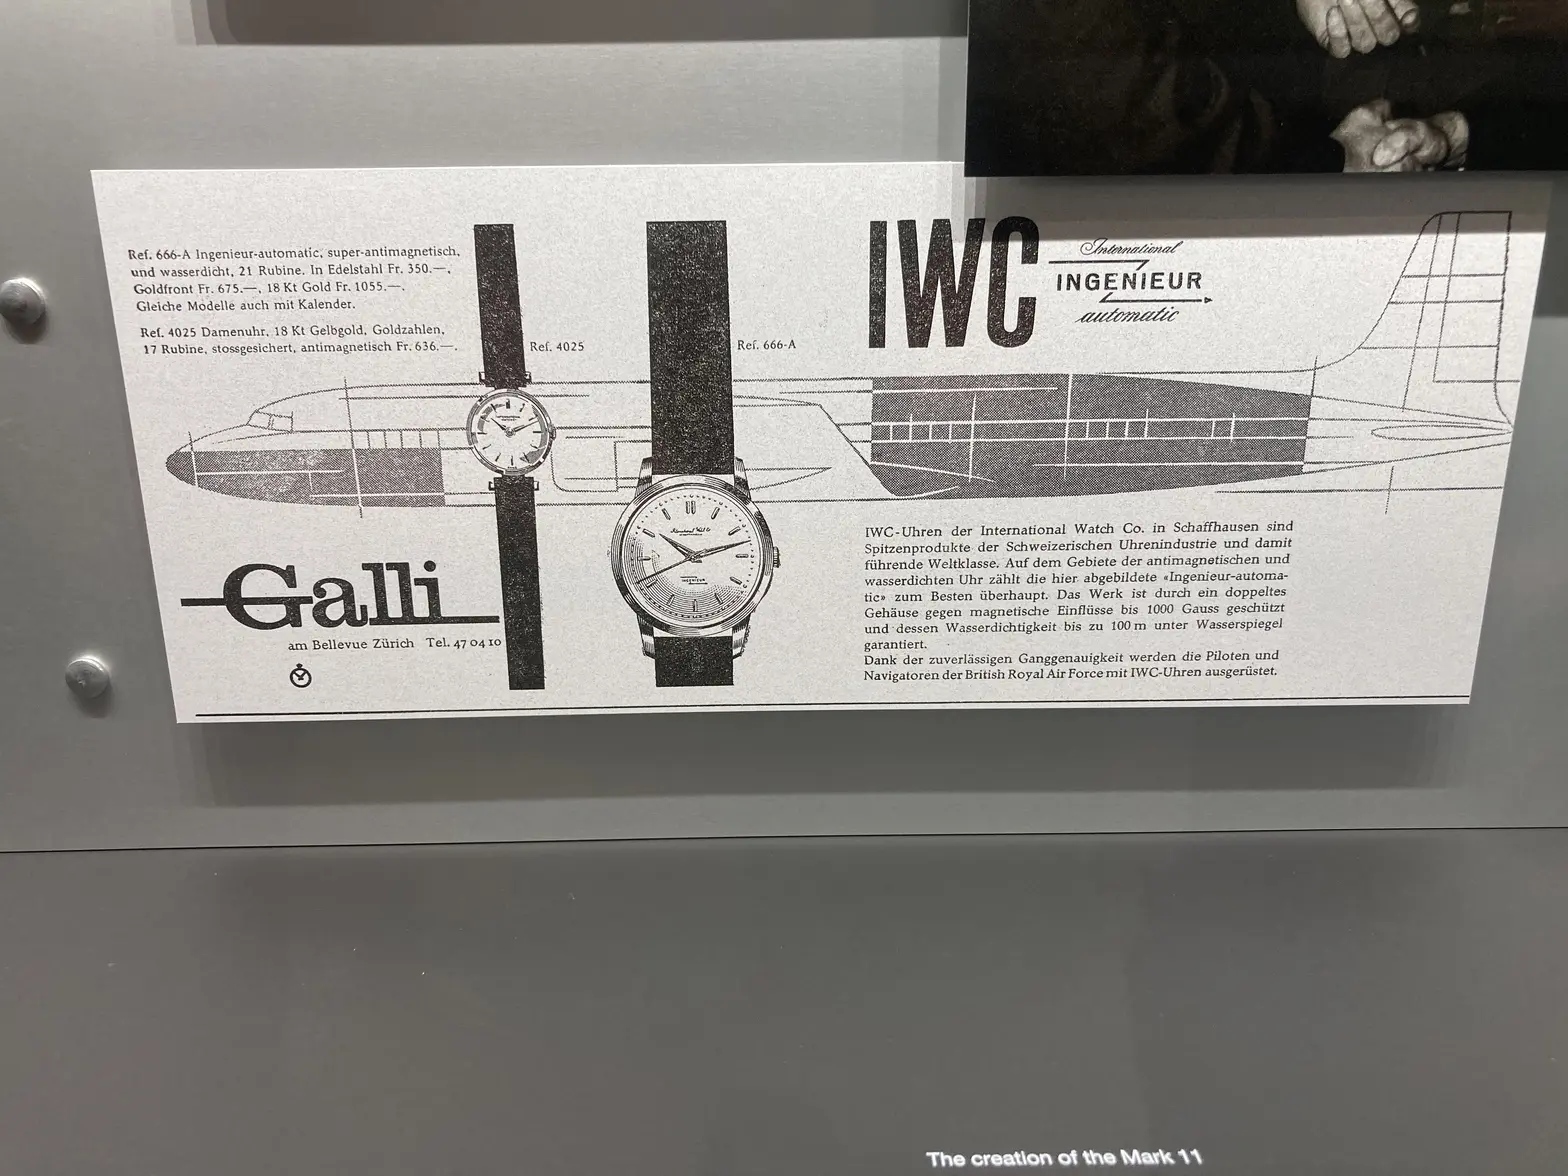 Ref. 666-A Ingenieur-automatic, super-antimagnetisch,
und wasserdicht, 21 Rubine. In Edelstahl Fr. 350.—,
Goldfront Fr. 675.—, 18 Kt Gold Fr. 1055.—.
Gleiche Modelle auch mit Kalender.
Ref. 4025 Damenuhr, 18 Kt Gelbgold, Goldzahlen,
17 Rubine, stossgesichert, antimagnetisch Fr. 636.—.
Ref. 4025
Ref. 666-A
IWC
International
INGENIEUR
automatic
Galli
am Bellevue Zürich Tel. 47 04 10
IWC-Uhren der International Watch Co. in Schaffhausen sind
Spitzenprodukte der Schweizerischen Uhrenindustrie und damit
führende Weltklasse. Auf dem Gebiete der antimagnetischen und
wasserdichten Uhr zählt die hier abgebildete «Ingenieur-automa-
tic» zum Besten überhaupt. Das Werk ist durch ein doppeltes
Gehäuse gegen magnetische Einflüsse bis 1000 Gauss geschützt
und dessen Wasserdichtigkeit bis zu 100 m unter Wasserspiegel
garantiert.
Dank der zuverlässigen Ganggenauigkeit werden die Piloten und
Navigatoren der British Royal Air Force mit IWC-Uhren ausgerüstet.
The creation of the Mark 11